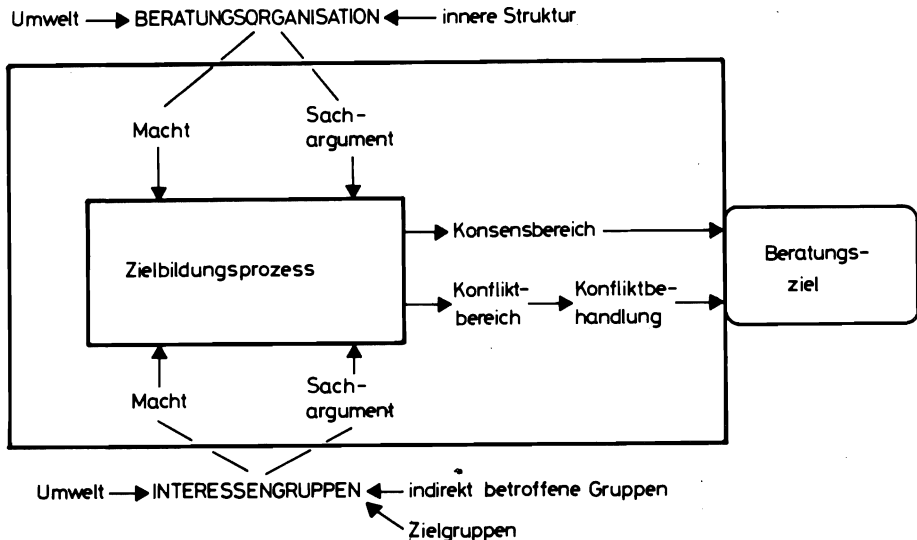 Umwelt BERATUNGSORGANISATION innere Struktur
Macht
Sach-
argument
Zielbildungsprozess
Konsensbereich
Konflikt-
bereich
Konfliktbe-
handlung
Beratungs-
ziel
Macht
Sach-
argument
Umwelt INTERESSENGRUPPEN indirekt betroffene Gruppen
Zielgruppen